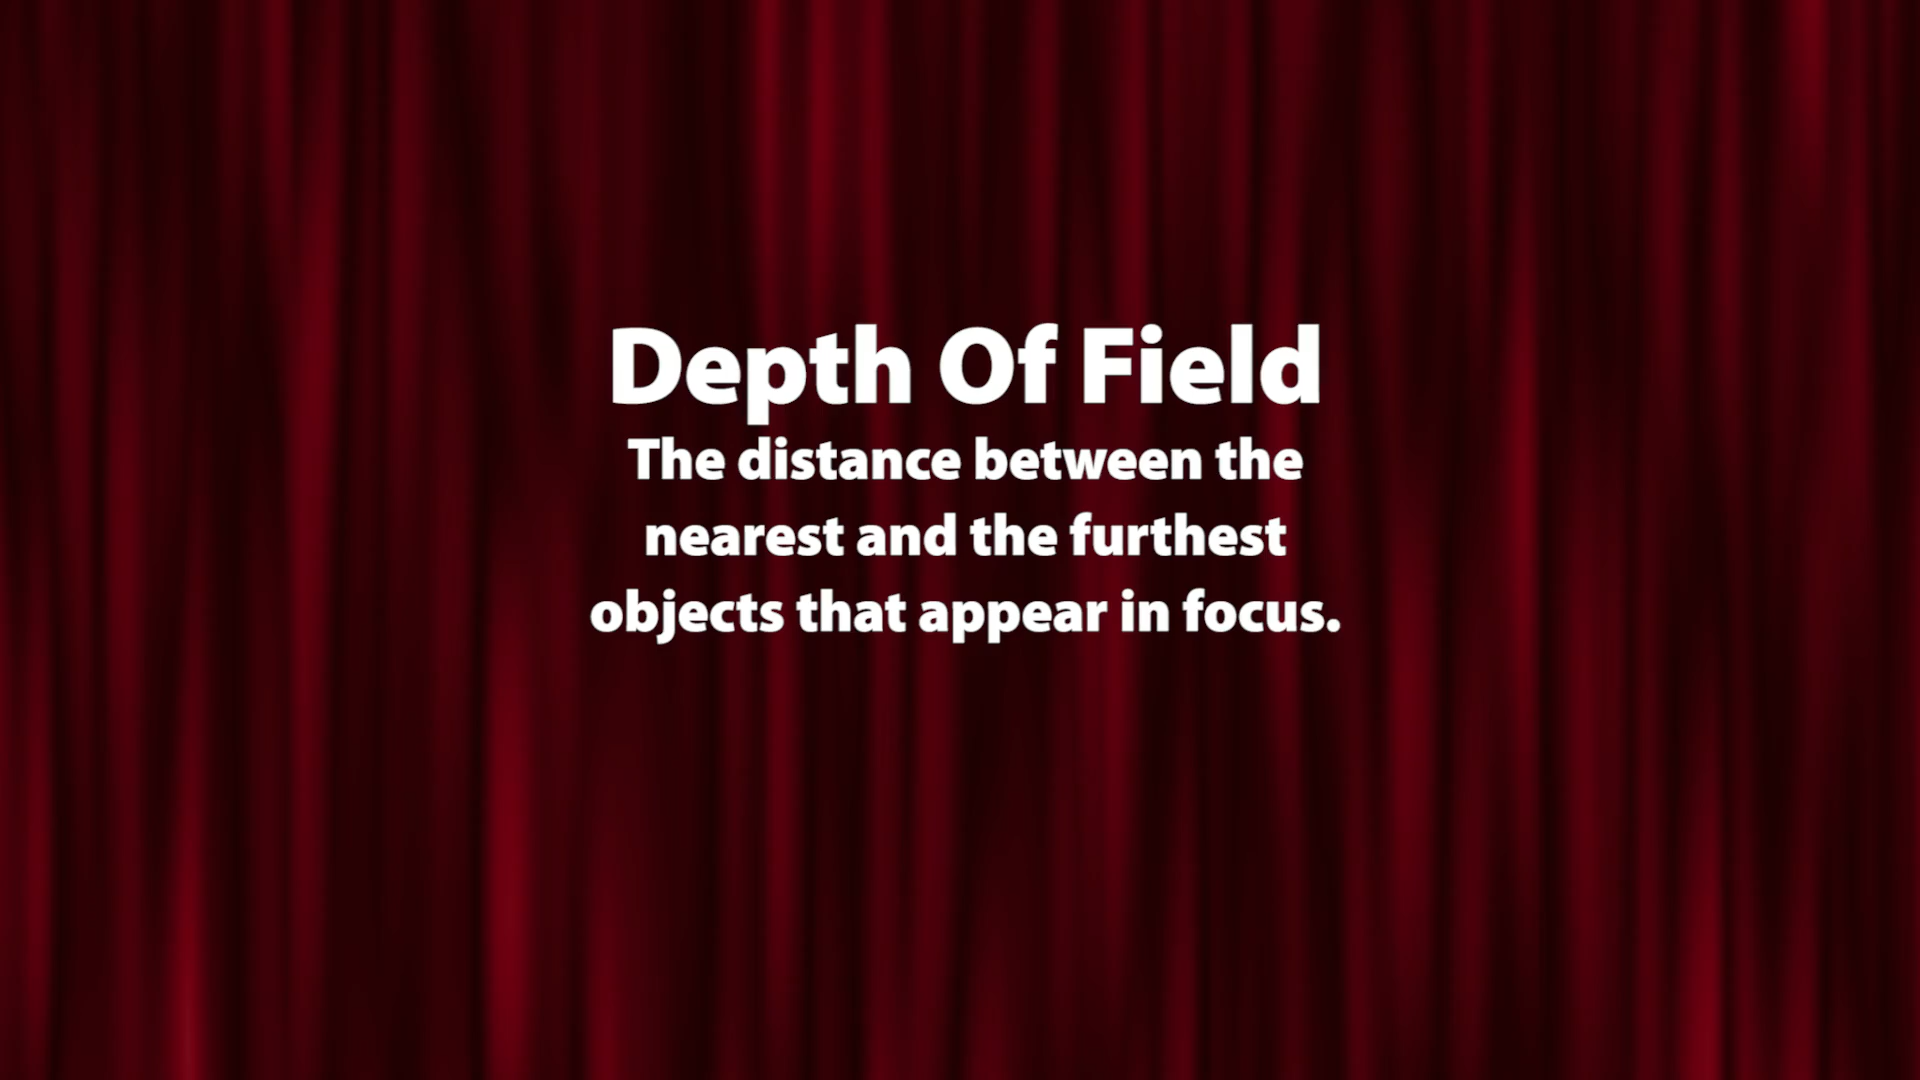 Depth Of Field
The distance between the
nearest and the furthest
objects that appear in focus.